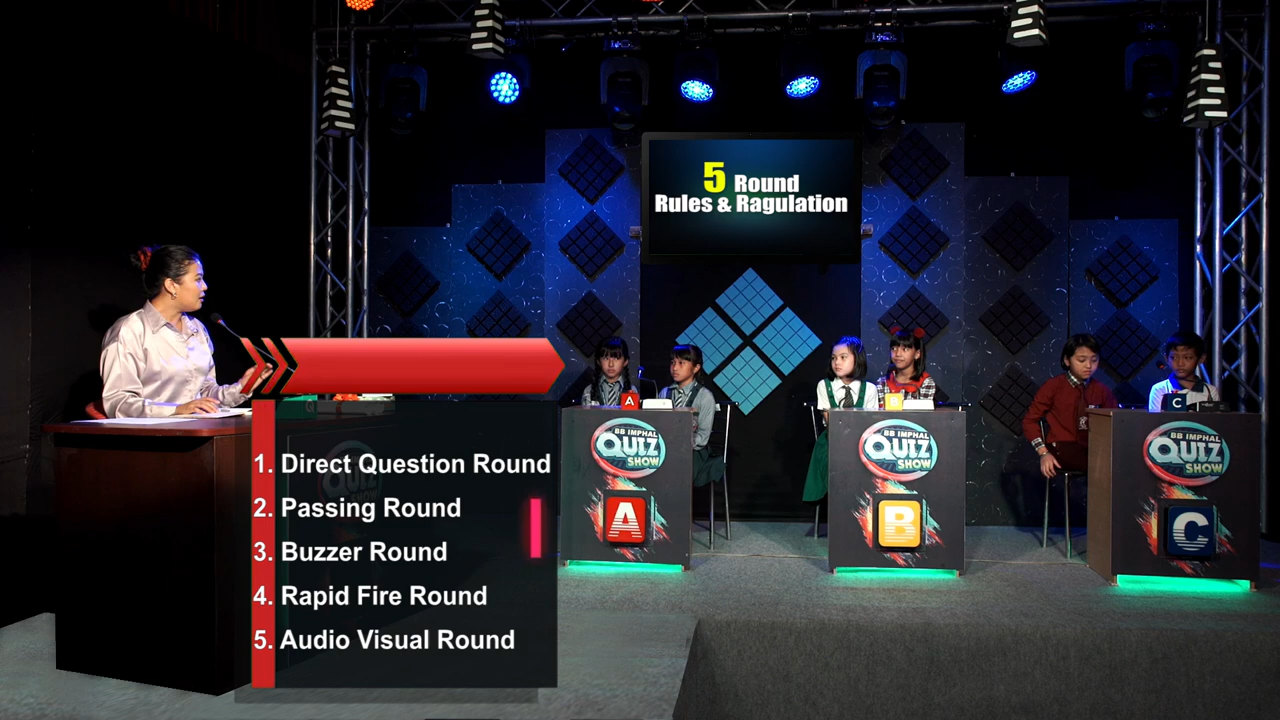 5 Round
Rules & Ragulation
1. Direct Question Round
2. Passing Round
3. Buzzer Round
4. Rapid Fire Round
5. Audio Visual Round
A
BB IMPHAL
QUIZ
SHOW
A
B
BB IMPHAL
QUIZ
SHOW
B
C
BB IMPHAL
QUIZ
SHOW
C